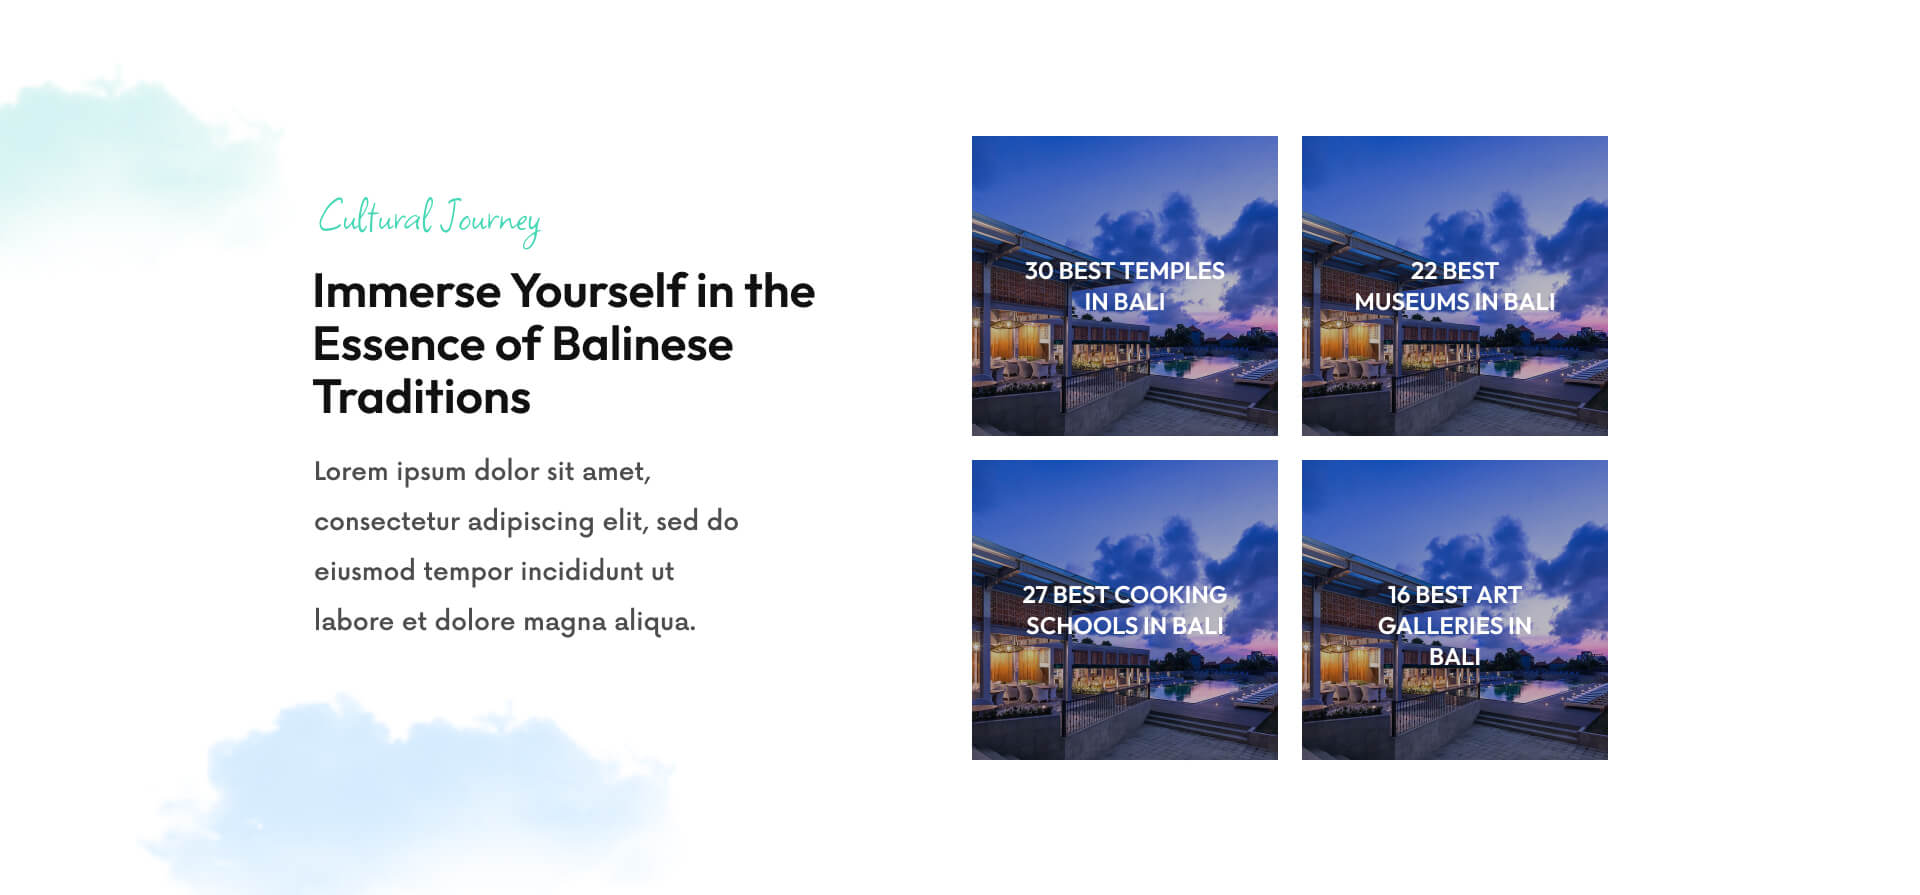 Cultural Journey
Immerse Yourself in the
Essence of Balinese
Traditions
Lorem ipsum dolor sit amet,
consectetur adipiscing elit, sed do
eiusmod tempor incididunt ut
labore et dolore magna aliqua.
30 BEST TEMPLES
IN BALI
22 BEST
MUSEUMS IN BALI
27 BEST COOKING
SCHOOLS IN BALI
16 BEST ART
GALLERIES IN
BALI